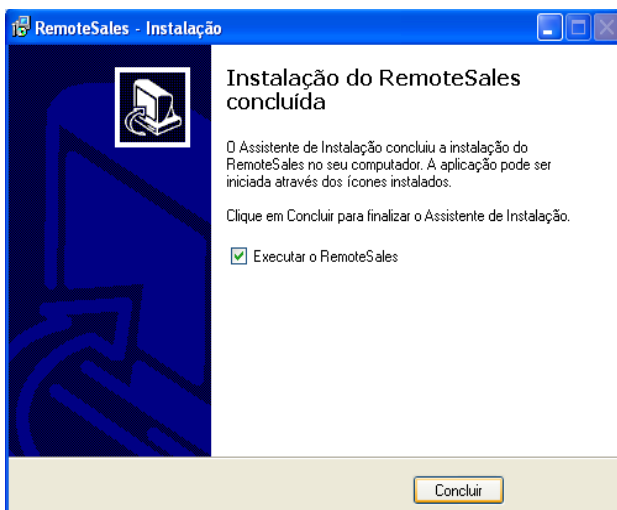 RemoteSales - Instalação
Instalação do RemoteSales
concluída
O Assistente de Instalação concluiu a instalação do
RemoteSales no seu computador. A aplicação pode ser
iniciada através dos ícones instalados.
Clique em Concluir para finalizar o Assistente de Instalação.
Executar o RemoteSales
Concluir